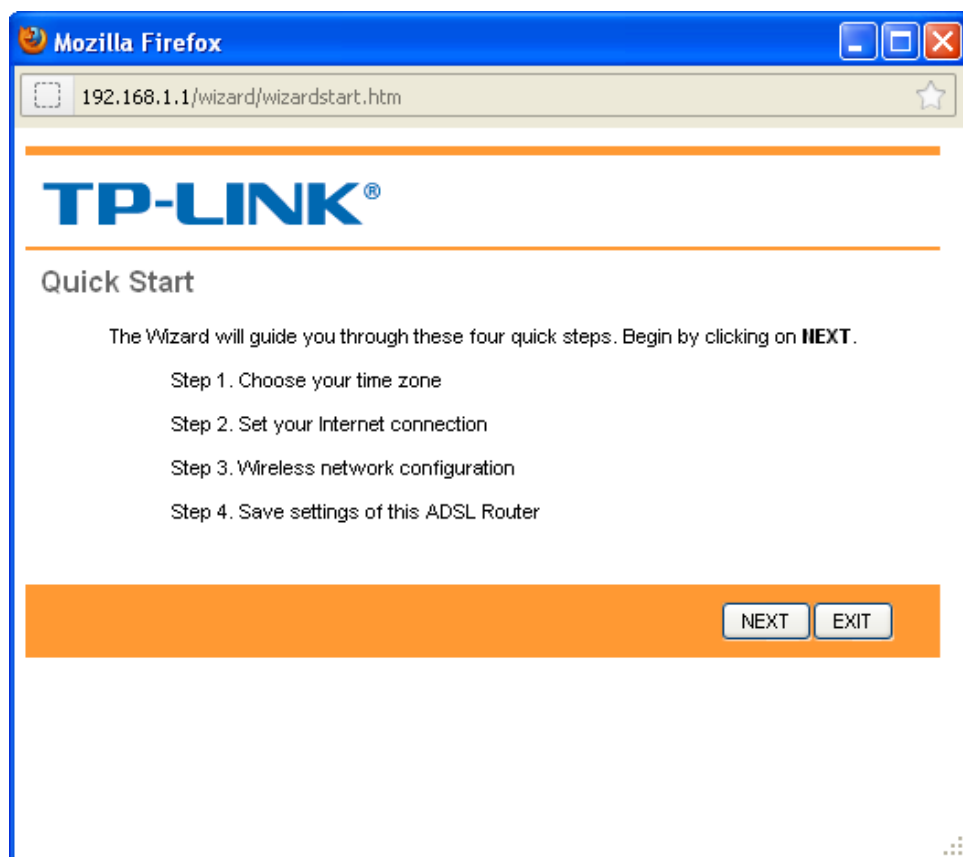 Mozilla Firefox
192.168.1.1/wizard/wizardstart.htm
TP-LINK®
Quick Start
The Wizard will guide you through these four quick steps. Begin by clicking on NEXT.
Step 1. Choose your time zone
Step 2. Set your Internet connection
Step 3. Wireless network configuration
Step 4. Save settings of this ADSL Router
NEXT EXIT